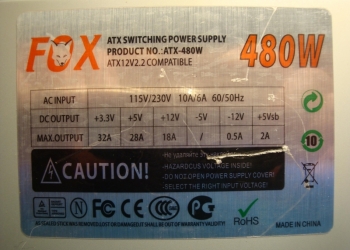 FOX
ATX SWITCHING POWER SUPPLY
PRODUCT NO.:ATX-480W
ATX12V2.2 COMPATIBLE
480W
AC INPUT 115V/230V 10A/6A 60/50Hz
DC OUTPUT +3.3V +5V +12V -5V -12V +5Vsb
MAX.OUTPUT 32A 28A 18A / 0.5A 2A
CAUTION!
-Не удаляйте
-HAZARDOUS VOLTAGE INSIDE/
-DO NOT OPEN POWER SUPPLY COVER/
-SELECT THE RIGHT INPUT VOLTAGE/
10
RoHS
MADE IN CHINA